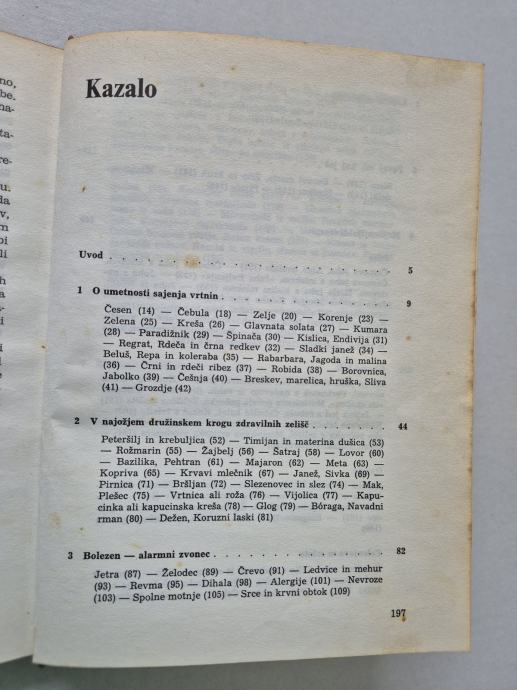 no,
be.
na-
ta-
re-
u.
la
v,
m
bi
li
h
a
i
i
l
e
Kazalo
Uvod . . . . . . . . . . . . . . . . . . . . 5
1 O umetnosti sajenja vrtnin . . . . . . . . . . . 9
Česen (14) — Čebula (18) — Zelje (20) — Korenje (23) —
Zelena (25) — Kreša (26) — Glavnata solata (27) — Kumara
(28) — Paradižnik (29) — Špinača (30) — Kislica, Endivija (31)
— Regrat, Rdeča in črna redkev (32) — Sladki janež (34) —
Beluš, Repa in koleraba (35) — Rabarbara, Jagoda in malina
(36) — Črni in rdeči ribez (37) — Robida (38) — Borovnica,
Jabolko (39) — Češnja (40) — Breskev, marelica, hruška, Sliva
(41) — Grozdje (42)
2 V najožjem družinskem krogu zdravilnih zelišč . . . . . . 44
Peteršilj in krebuljica (52) — Timijan in materina dušica (53)
— Rožmarin (55) — Žajbelj (56) — Šatraj (58) — Lovor (60)
— Bazilika, Pehtran (61) — Majaron (62) — Meta (63) —
Kopriva (65) — Krvavi mlečnik (67) — Janež, Sivka (69) —
Pirnica (71) — Bršljan (72) — Slezenovec in slez (74) — Mak,
Plešec (75) — Vrtnica ali roža (76) — Vijolica (77) — Kapu-
cinka ali kapucinska kreša (78) — Glog (79) — Bóraga, Navadni
rman (80) — Dežen, Koruzni laski (81)
3 Bolezen — alarmni zvonec . . . . . . . . . . . . 82
Jetra (87) — Želodec (89) — Črevo (91) — Ledvice in mehur
(93) — Revma (95) — Dihala (98) — Alergije (101) — Nevroze
(103) — Spolne motnje (105) — Srce in krvni obtok (109)
197